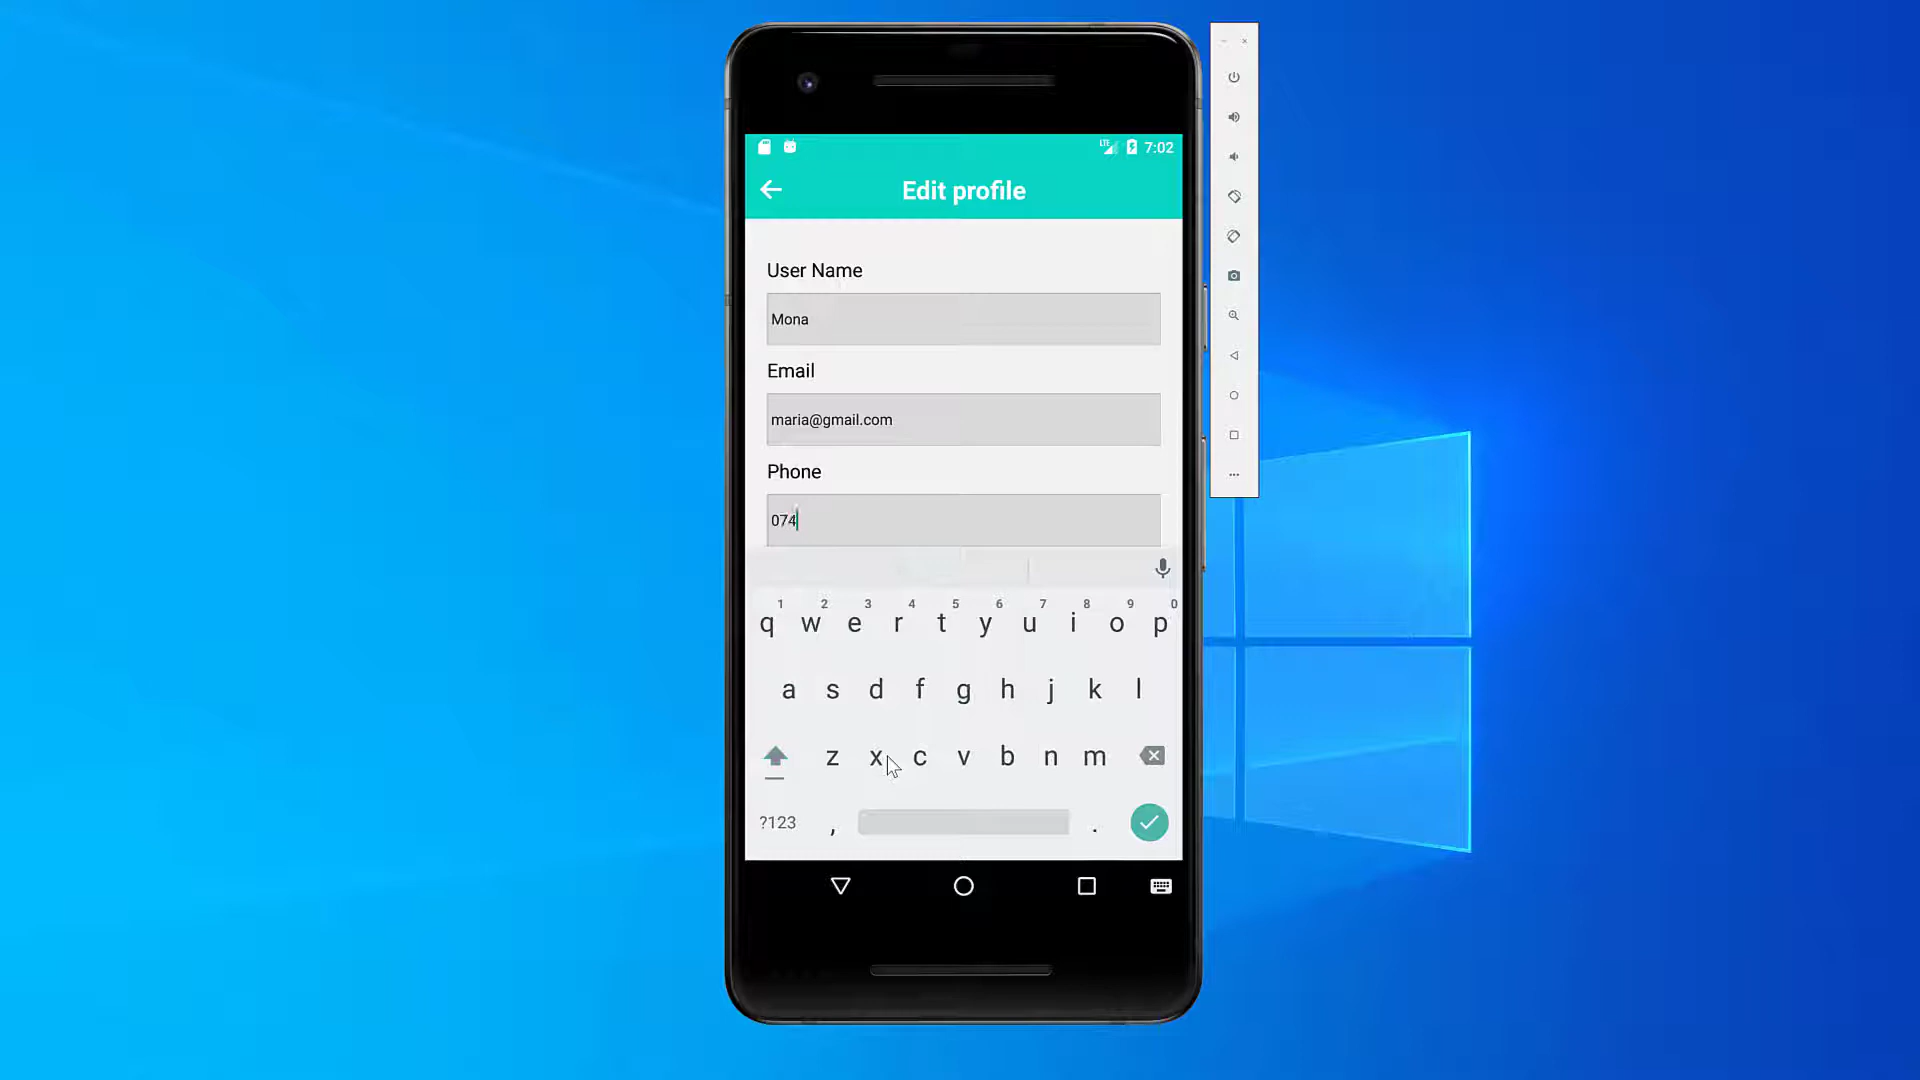 LTE 7:02
Edit profile
User Name
Mona
Email
maria@gmail.com
Phone
074
1 2 3 4 5 6 7 8 9 0
q w e r t y u i o p
a s d f g h j k l
z x c v b n m
?123 , .